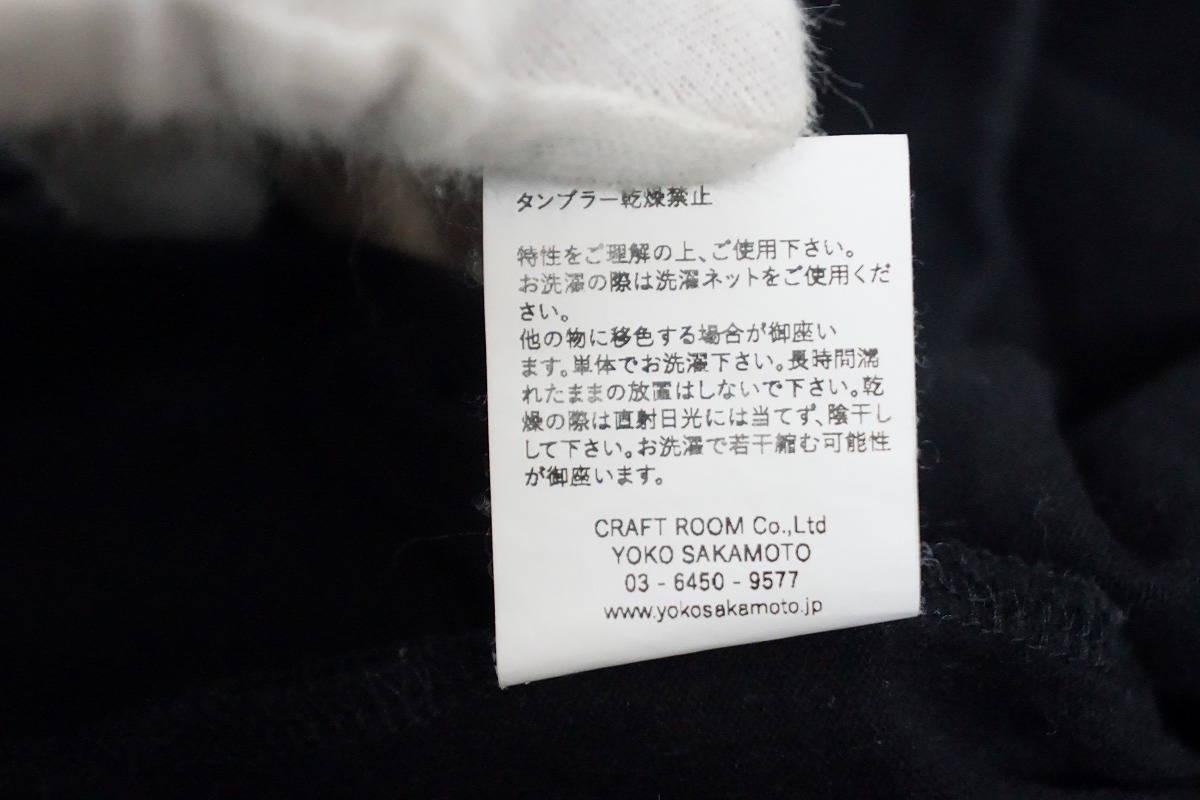 タンブラー乾燥禁止
特性をご理解の上、ご使用下さい。
お洗濯の際は洗濯ネットをご使用くだ
さい。
他の物に移色する場合が御座い
ます。単体でお洗濯下さい。長時間濡
れたままの放置はしないで下さい。乾
燥の際は直射日光には当てず、陰干し
して下さい。お洗濯で若干縮む可能性
が御座います。
CRAFT ROOM Co.,Ltd
YOKO SAKAMOTO
03 - 6450 - 9577
www.yokosakamoto.jp